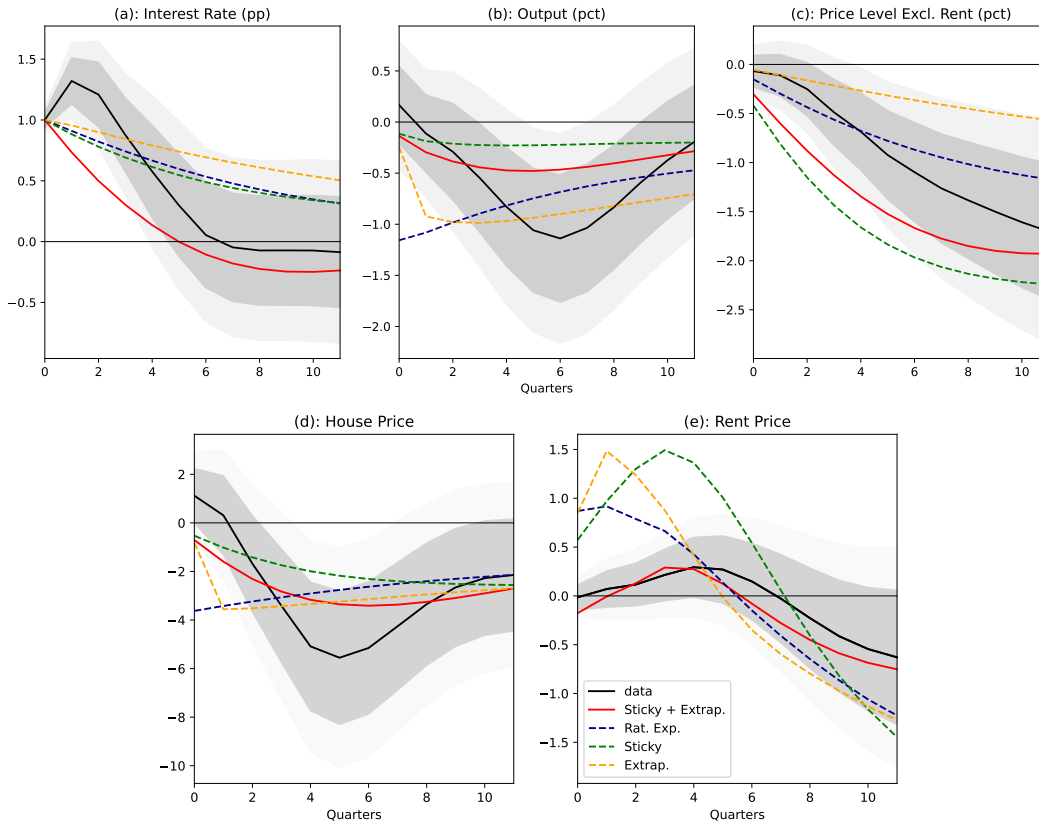 (a): Interest Rate (pp)
1.5
1.0
0.5
0.0
−0.5
0 2 4 6 8 10
(b): Output (pct)
0.5
0.0
−0.5
−1.0
−1.5
−2.0
0 2 4 6 8 10
Quarters
(c): Price Level Excl. Rent (pct)
0.0
−0.5
−1.0
−1.5
−2.0
−2.5
0 2 4 6 8 10
(d): House Price
2
0
−2
−4
−6
−8
−10
0 2 4 6 8 10
Quarters
(e): Rent Price
1.5
1.0
0.5
0.0
−0.5
−1.0
−1.5
data
Sticky + Extrap.
Rat. Exp.
Sticky
Extrap.
0 2 4 6 8 10
Quarters